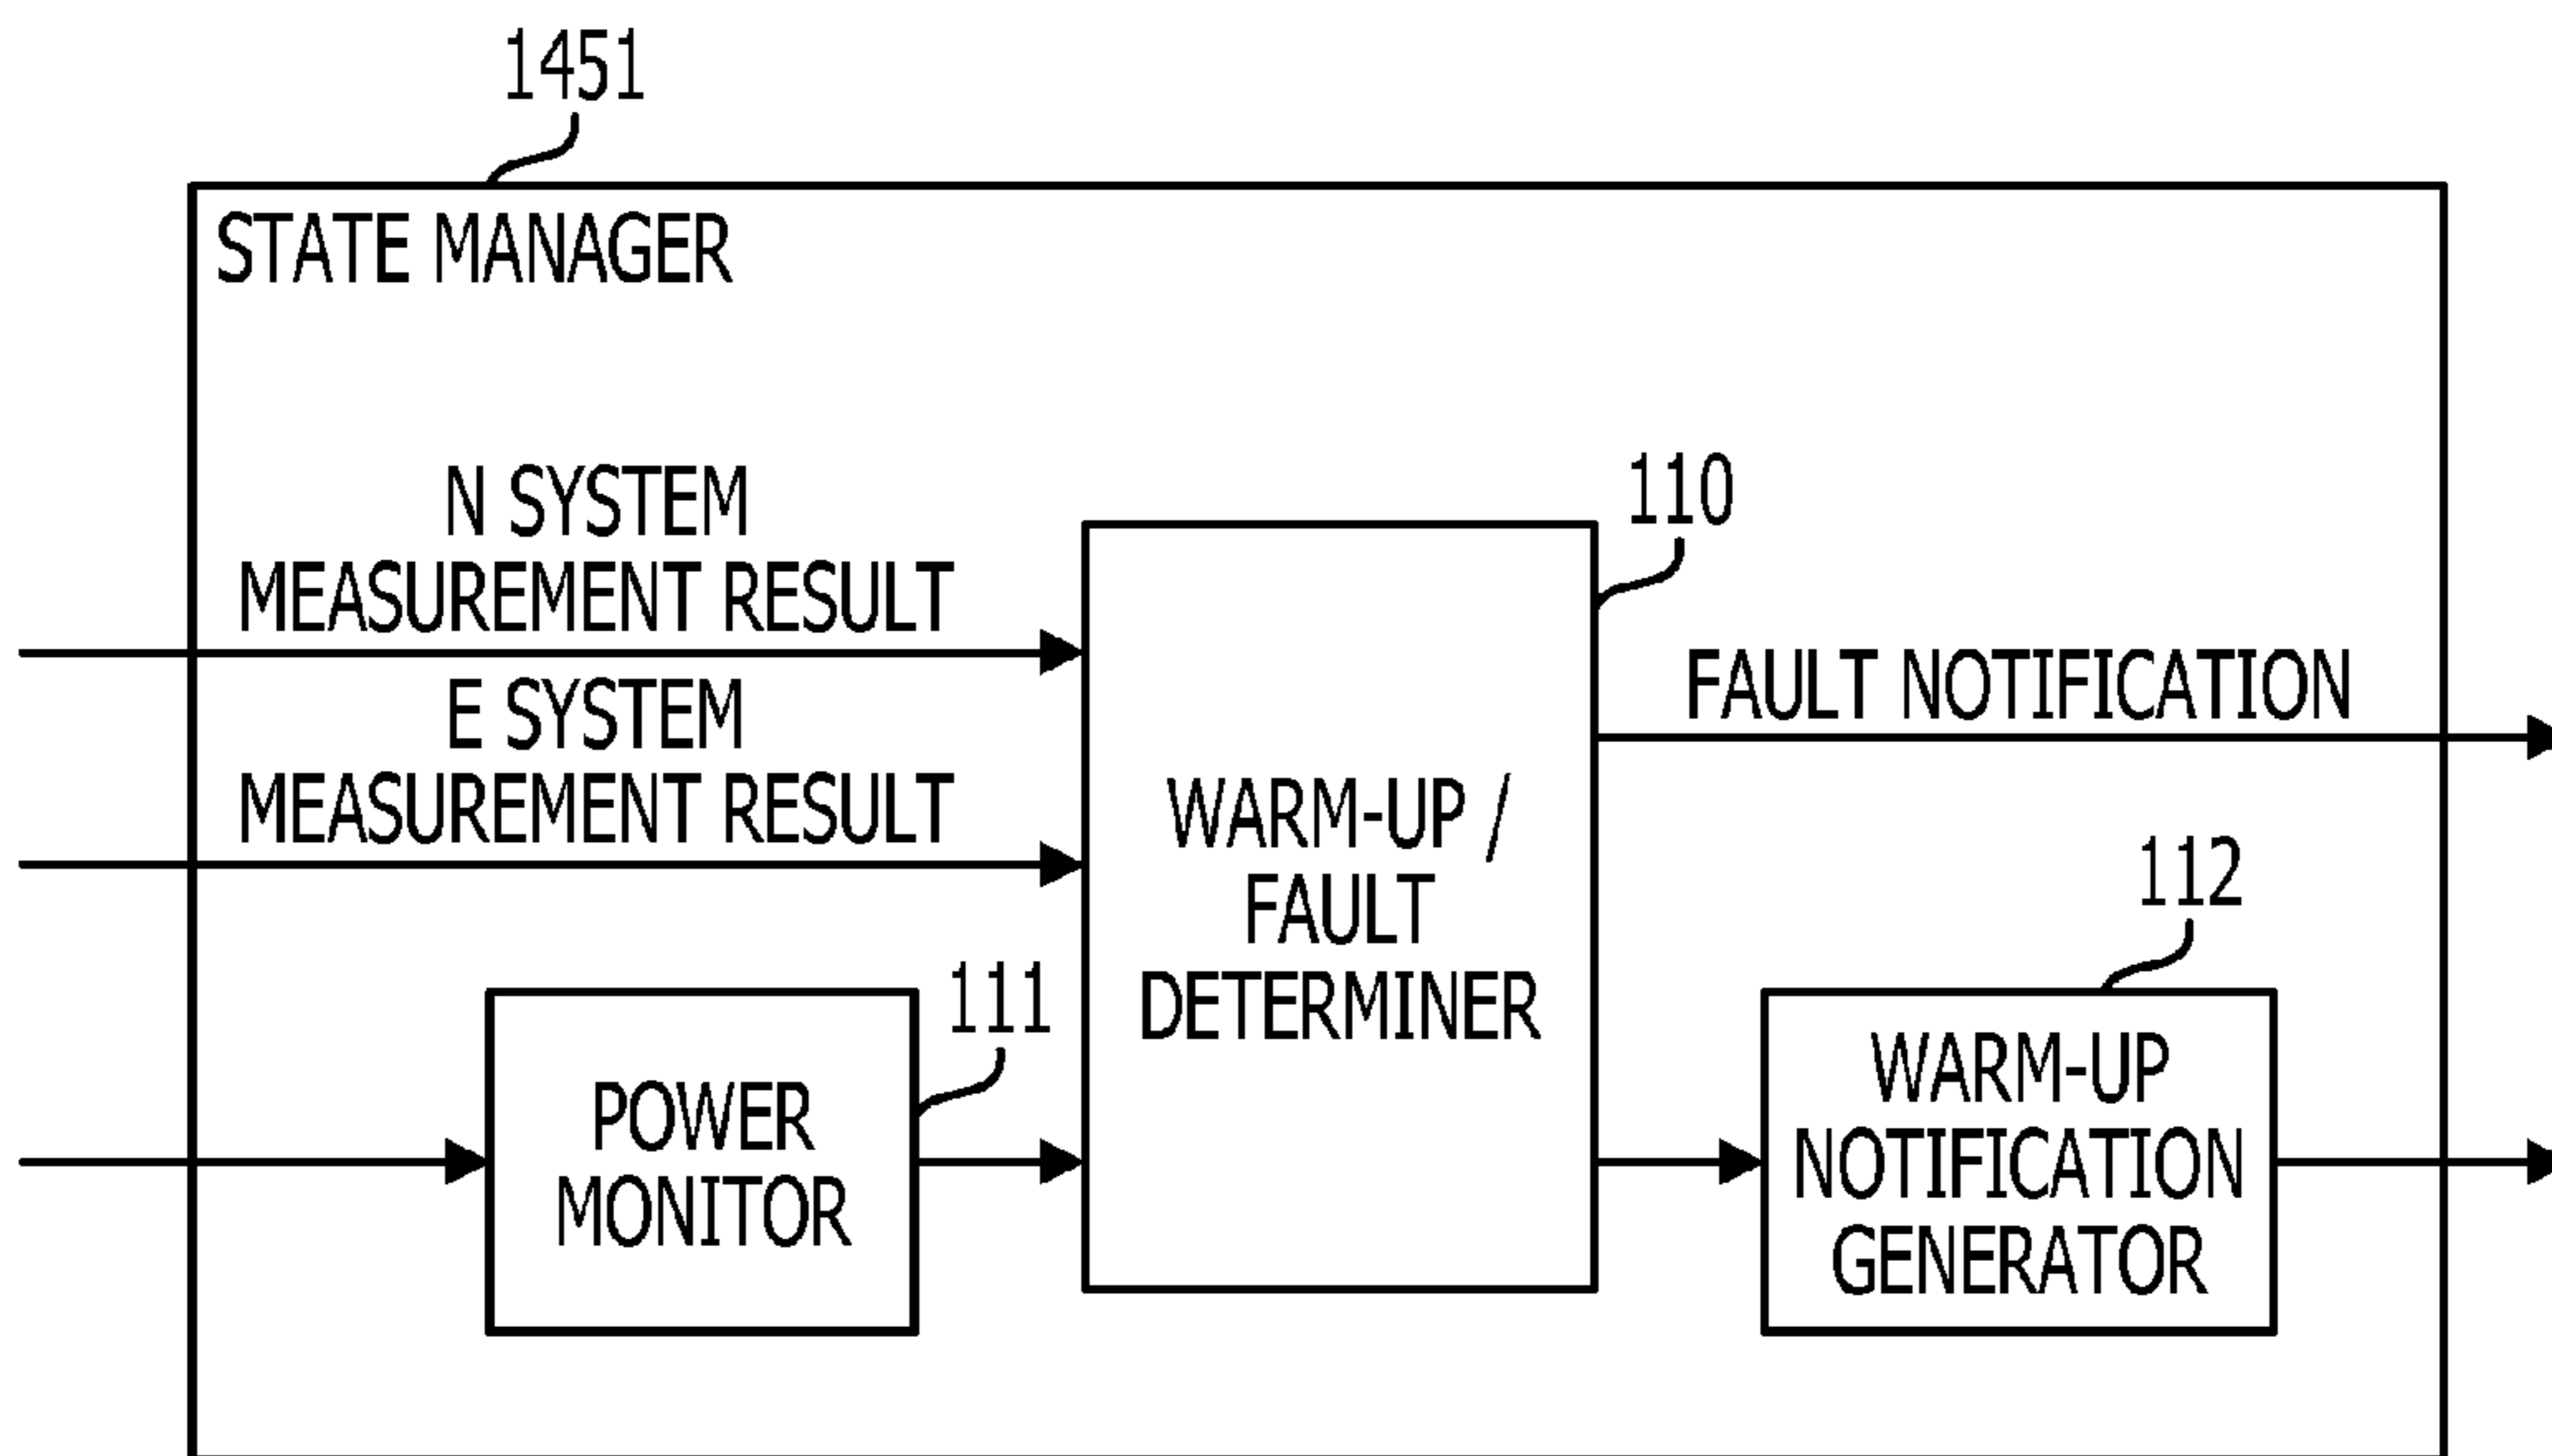 1451
STATE MANAGER
N SYSTEM
MEASUREMENT RESULT
E SYSTEM
MEASUREMENT RESULT
110
FAULT NOTIFICATION
WARM-UP /
FAULT
DETERMINER
112
111
POWER
MONITOR
WARM-UP
NOTIFICATION
GENERATOR